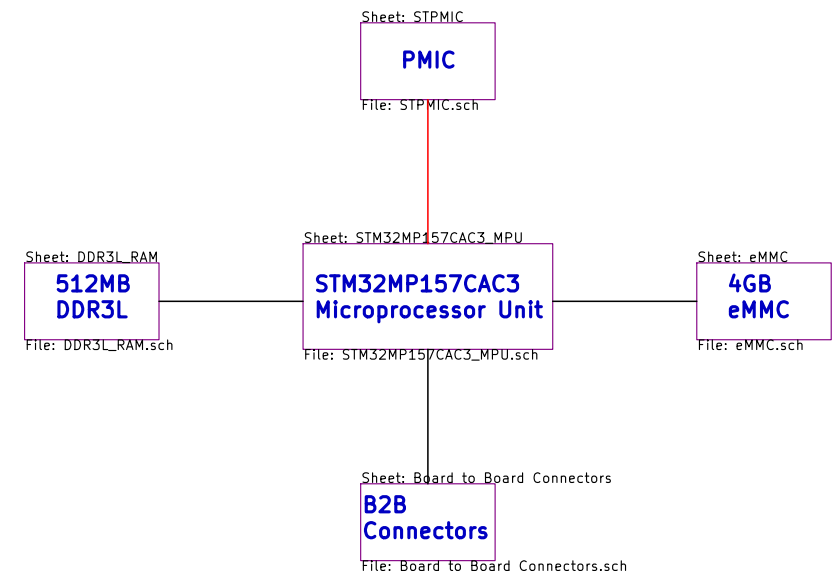 Sheet: STPMIC
PMIC
File: STPMIC.sch
Sheet: STM32MP157CAC3_MPU
Sheet: DDR3L_RAM
512MB
DDR3L
File: DDR3L_RAM.sch
STM32MP157CAC3
Microprocessor Unit
File: STM32MP157CAC3_MPU.sch
Sheet: eMMC
4GB
eMMC
File: eMMC.sch
Sheet: Board to Board Connectors
B2B
Connectors
File: Board to Board Connectors.sch